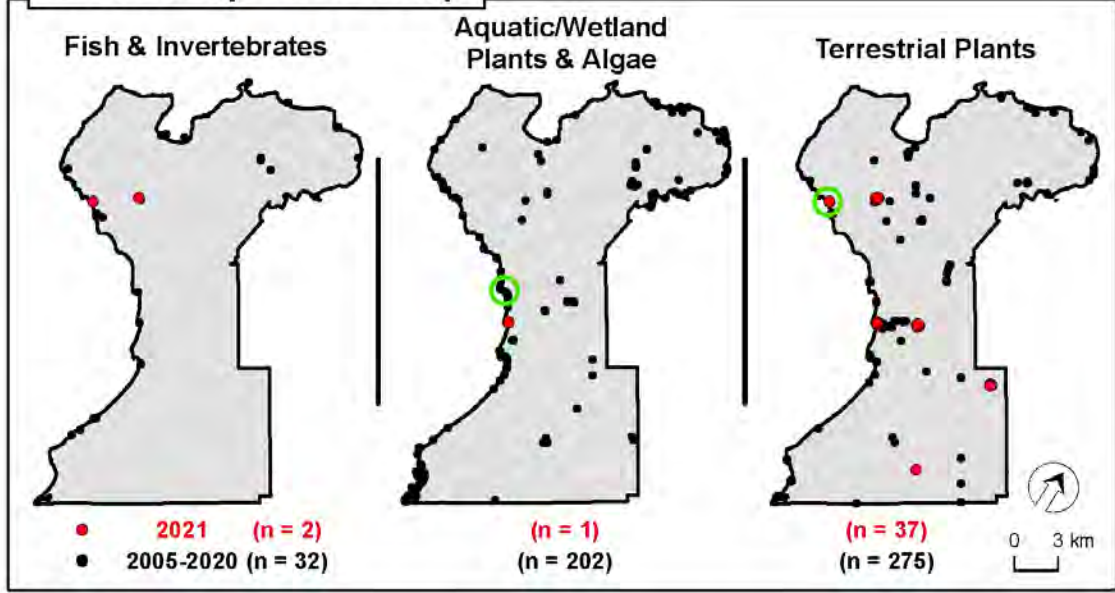 Fish & Invertebrates
Aquatic/Wetland
Plants & Algae
Terrestrial Plants
2021 (n = 2) (n = 1) (n = 37)
2005-2020 (n = 32) (n = 202) (n = 275)
0 3 km